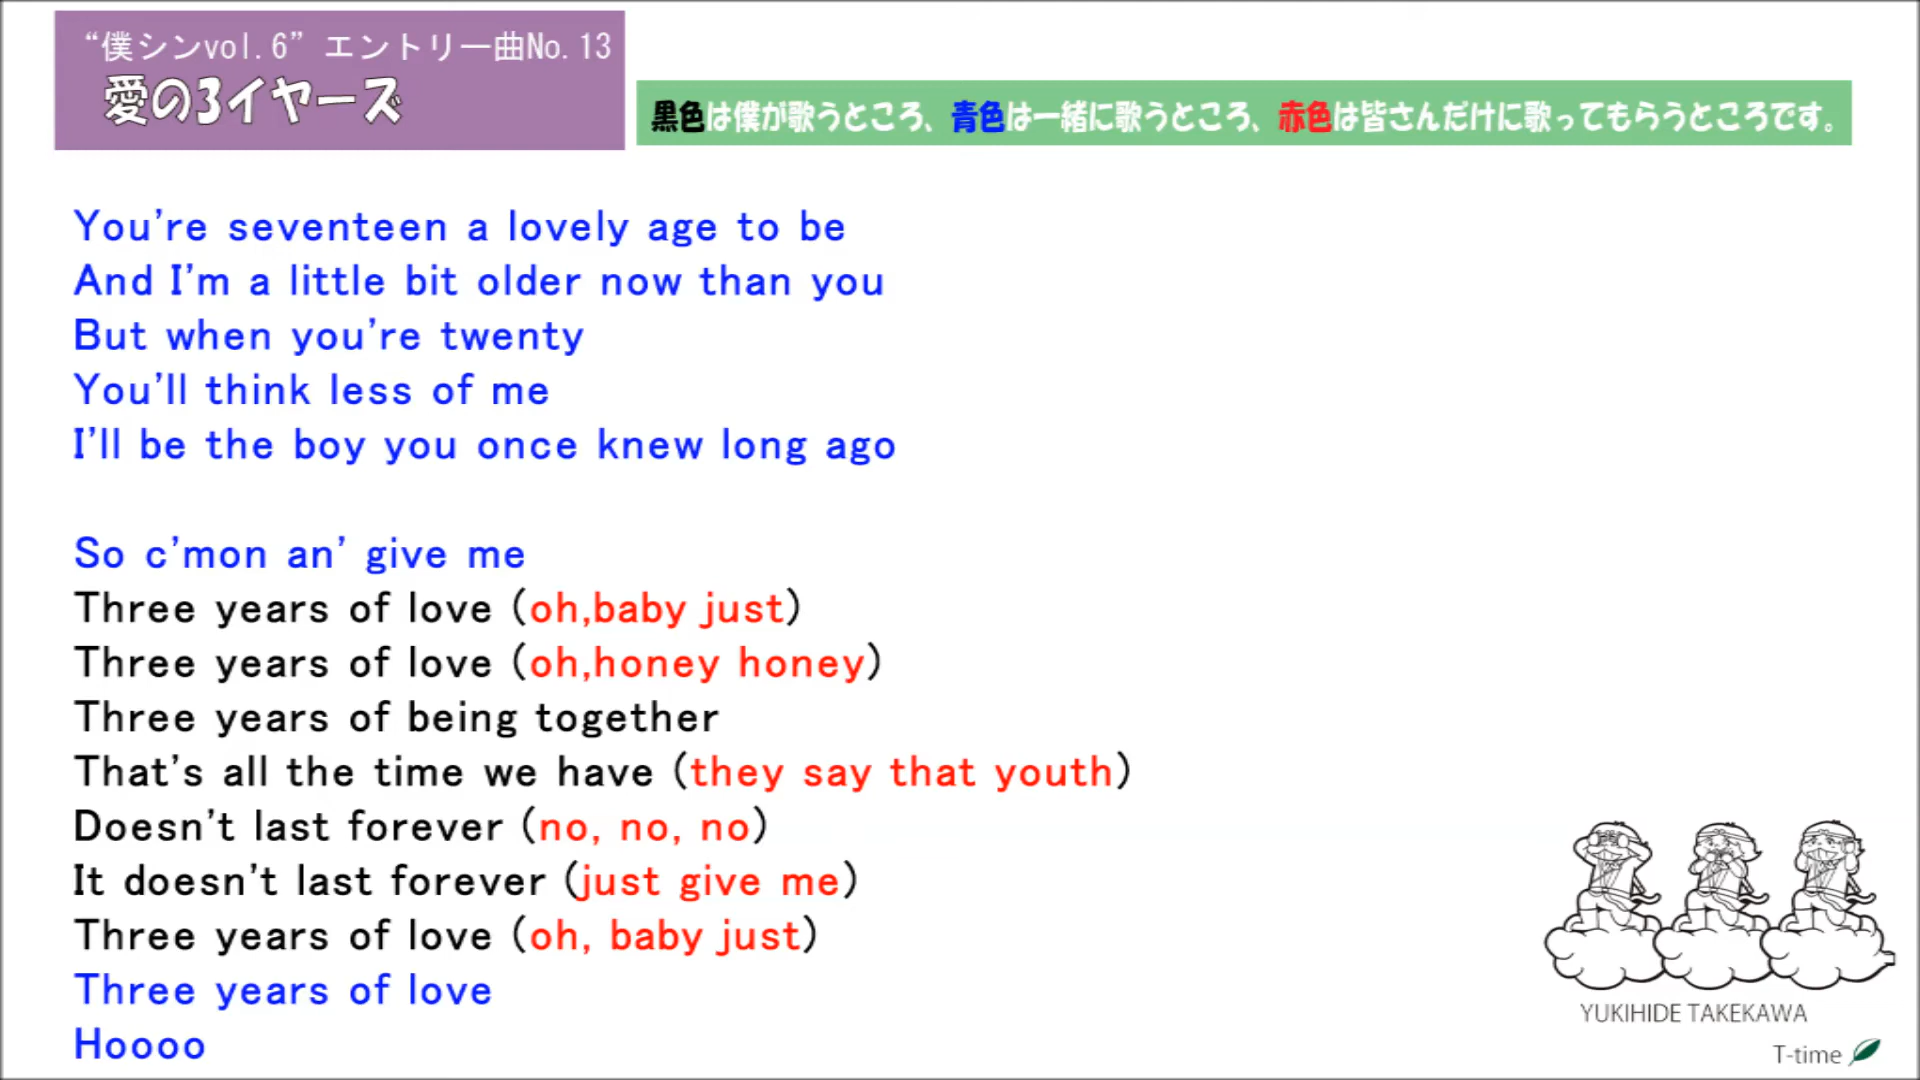 “僕シンvol.6”エントリー曲No.13
愛の3イヤーズ
黒色は僕が歌うところ、青色は一緒に歌うところ、赤色は皆さんだけに歌ってもらうところです。
You’re seventeen a lovely age to be
And I’m a little bit older now than you
But when you’re twenty
You’ll think less of me
I’ll be the boy you once knew long ago
So c’mon an’ give me
Three years of love (oh,baby just)
Three years of love (oh,honey honey)
Three years of being together
That’s all the time we have (they say that youth)
Doesn’t last forever (no, no, no)
It doesn’t last forever (just give me)
Three years of love (oh, baby just)
Three years of love
Hoooo
YUKIHIDE TAKEKAWA
T-time